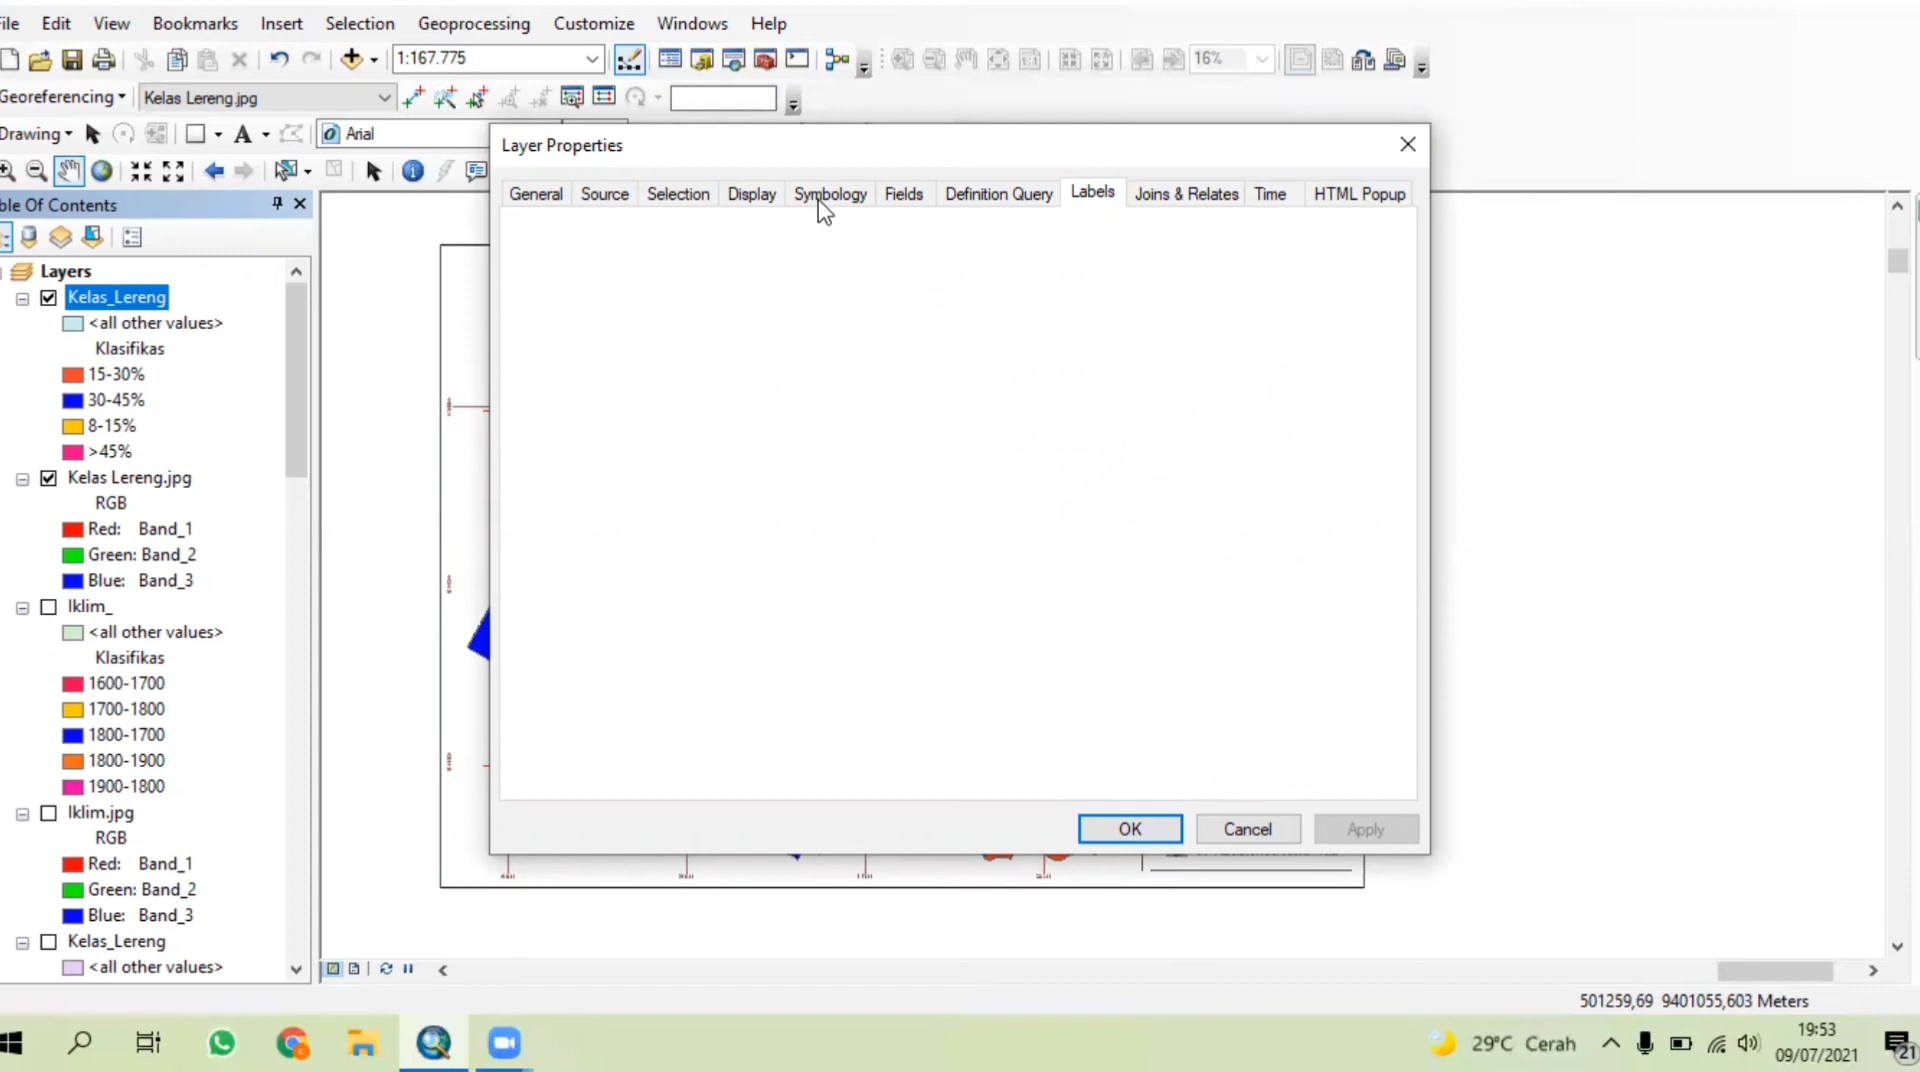 File Edit View Bookmarks Insert Selection Geoprocessing Customize Windows Help
1:167.775
16%
Georeferencing Kelas Lereng.jpg
Drawing A Arial
Layer Properties
General Source Selection Display Symbology Fields Definition Query Labels Joins & Relates Time HTML Popup
ble Of Contents
Layers
Kelas_Lereng
<all other values>
Klasifikas
15-30%
30-45%
8-15%
>45%
Kelas Lereng.jpg
RGB
Red: Band_1
Green: Band_2
Blue: Band_3
Iklim_
<all other values>
Klasifikas
1600-1700
1700-1800
1800-1700
1800-1900
1900-1800
Iklim.jpg
RGB
Red: Band_1
Green: Band_2
Blue: Band_3
Kelas_Lereng
<all other values>
OK Cancel Apply
501259,69 9401055,603 Meters
29°C Cerah
19:53
09/07/2021
21